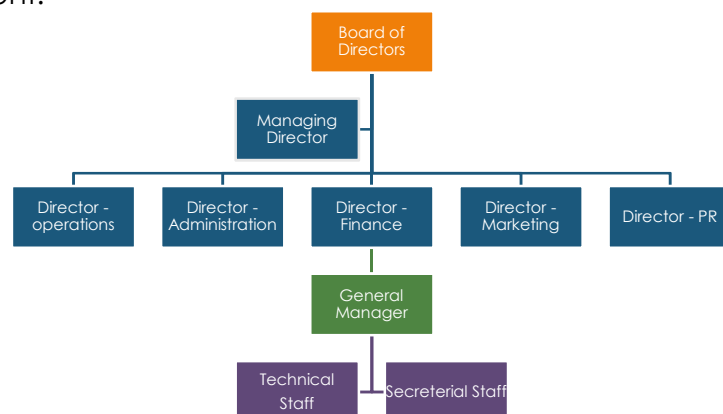 Board of
Directors
Managing
Director
Director -
operations
Director -
Administration
Director -
Finance
Director -
Marketing
Director - PR
General
Manager
Technical
Staff
Secreterial Staff